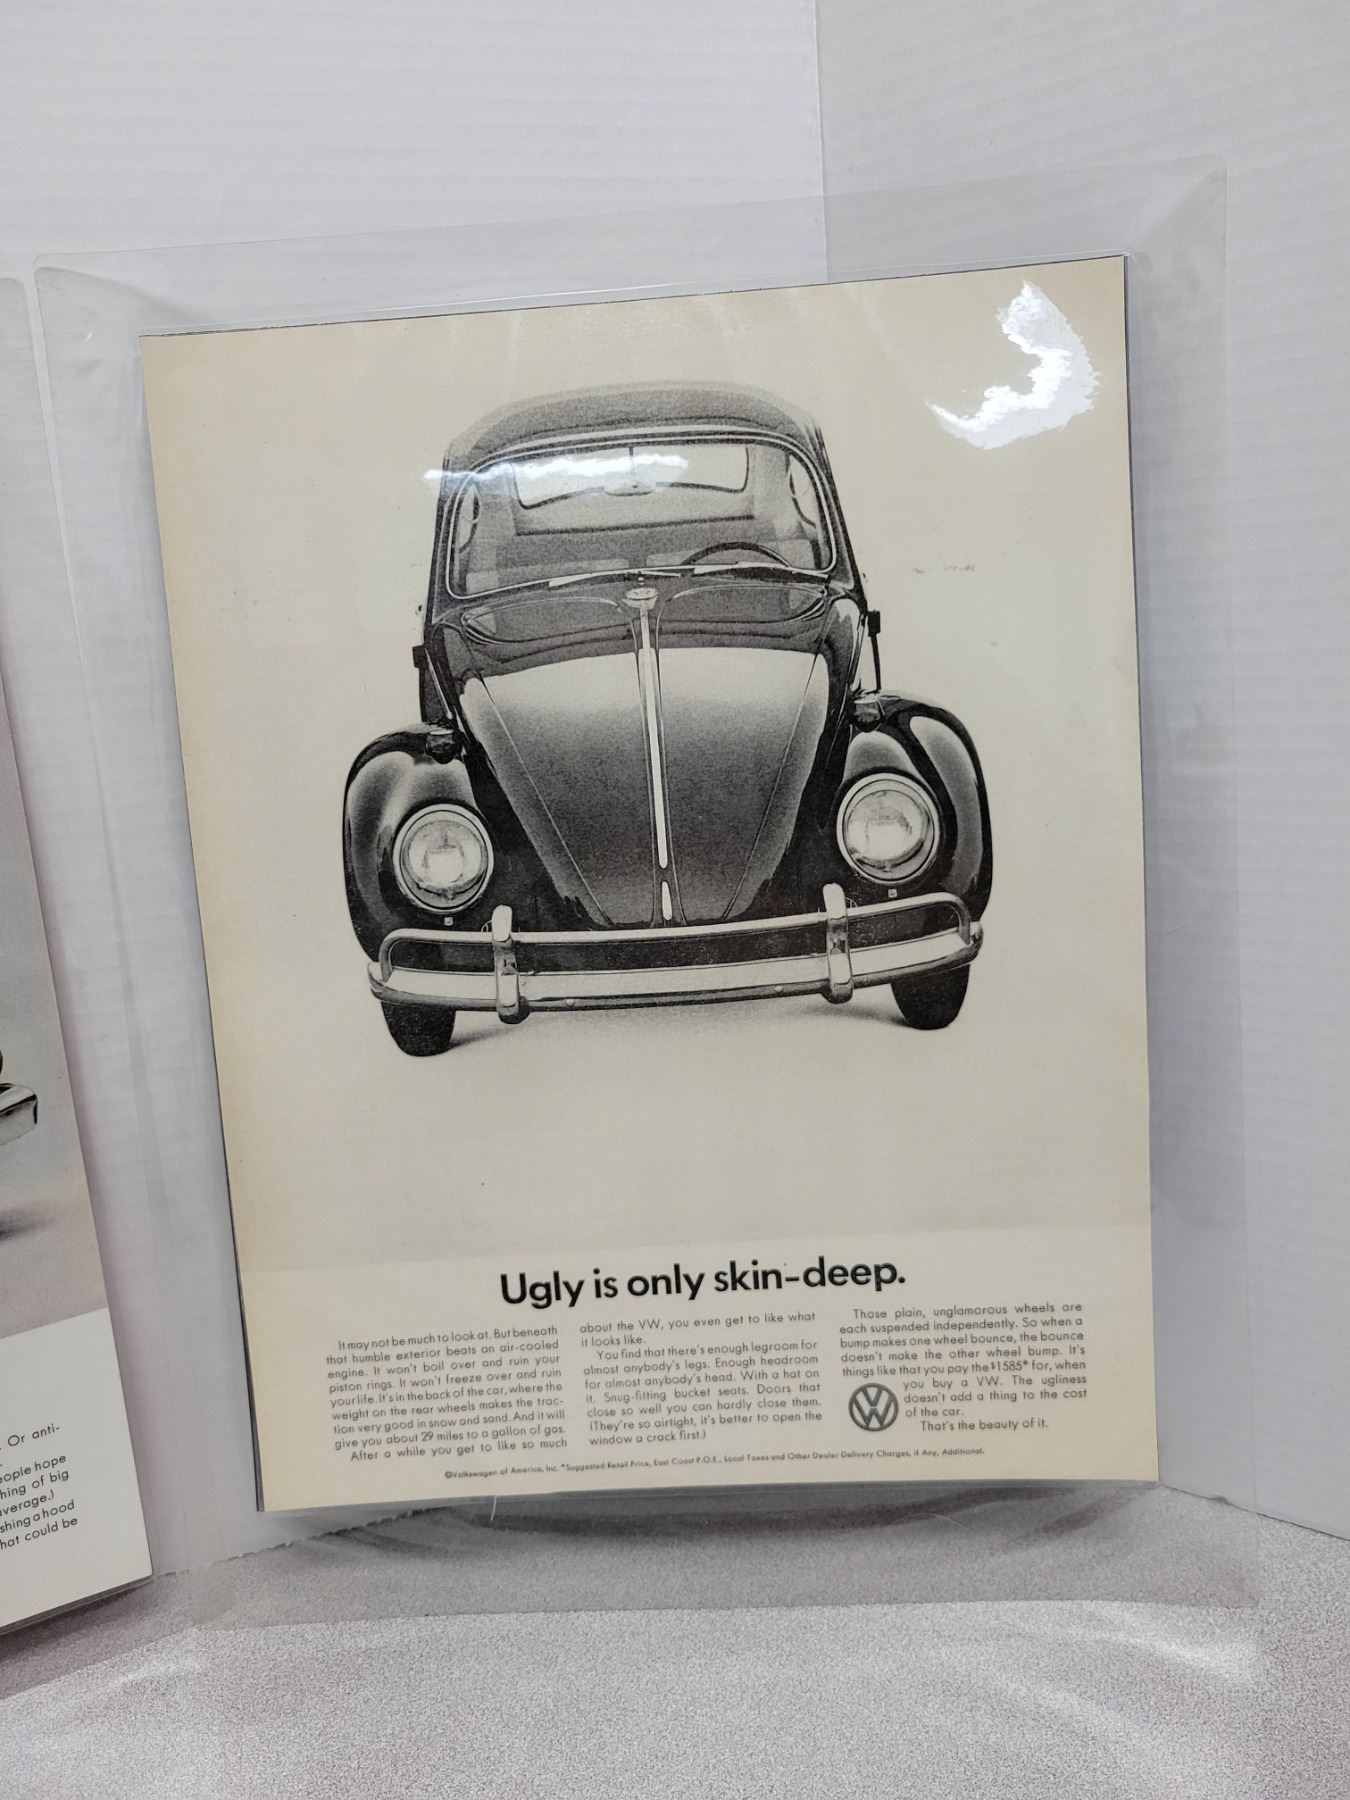 Ugly is only skin-deep.
It may not be much to look at. But beneath
that humble exterior beats an air-cooled
engine. It won't boil over and ruin your
piston rings. It won't freeze over and ruin
your life. It's in the back of the car, where the
weight on the rear wheels makes the trac-
tion very good in snow and sand. And it will
give you about 29 miles to a gallon of gas.
After a while you get to like so much
about the VW, you even get to like what
it looks like.
You find that there's enough legroom for
almost anybody's legs. Enough headroom
for almost anybody's head. With a hat on
it. Snug-fitting bucket seats. Doors that
close so well you can hardly close them.
(They're so airtight, it's better to open the
window a crack first.)
Those plain, unglamorous wheels are
each suspended independently. So when a
bump makes one wheel bounce, the bounce
doesn't make the other wheel bump. It's
things like that you pay the $1585* for, when
you buy a VW. The ugliness
doesn't add a thing to the cost
of the car.
That's the beauty of it.
VW
©Volkswagen of America, Inc. *Suggested Retail Price, East Coast P.O.E., Local Taxes and Other Dealer Delivery Charges, if Any, Additional.
. Or anti-
eople hope
hing of big
verage.)
shing a hood
hat could be